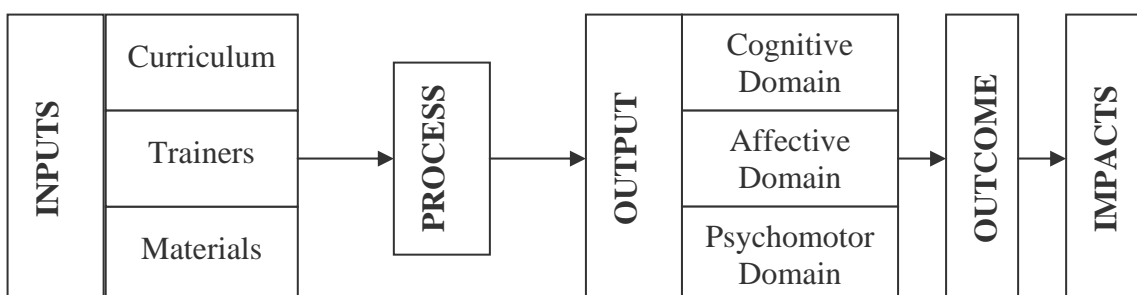 INPUTS
Curriculum
Trainers
Materials
PROCESS
OUTPUT
Cognitive
Domain
Affective
Domain
Psychomotor
Domain
OUTCOME
IMPACTS